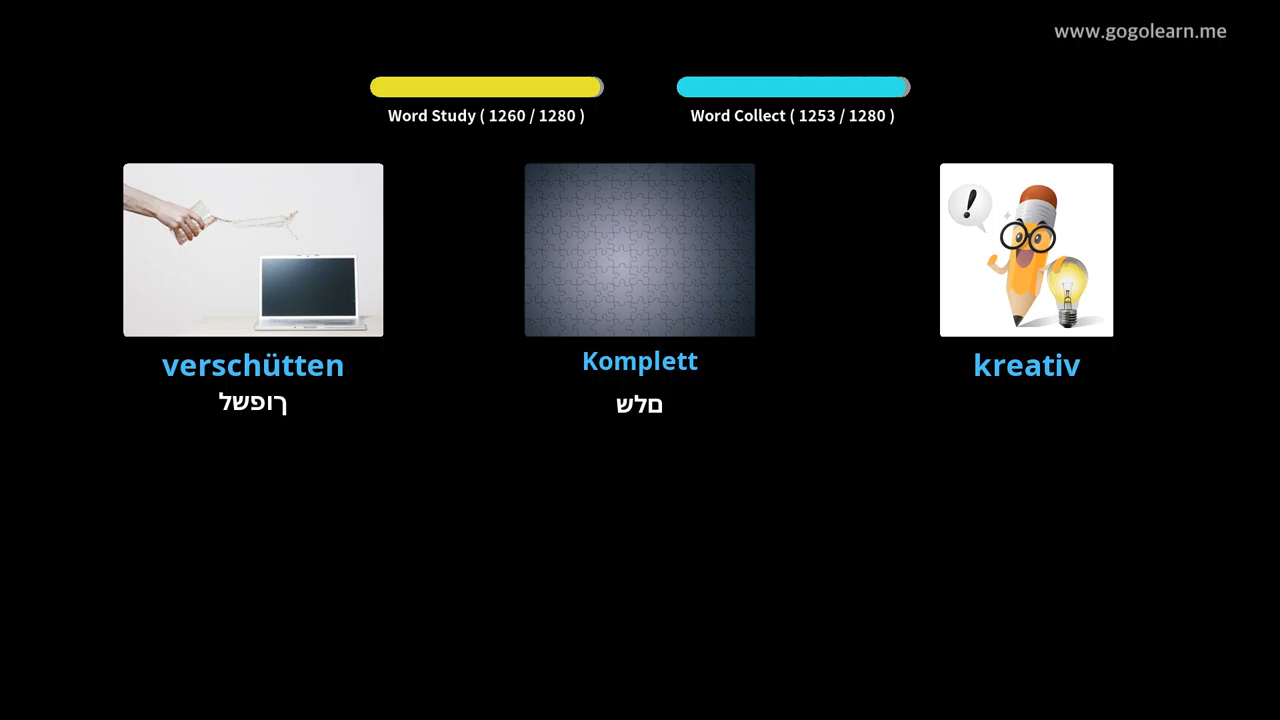 www.gogolearn.me
Word Study ( 1260 / 1280 )
Word Collect ( 1253 / 1280 )
verschütten
לשפוך
Komplett
שלם
kreativ